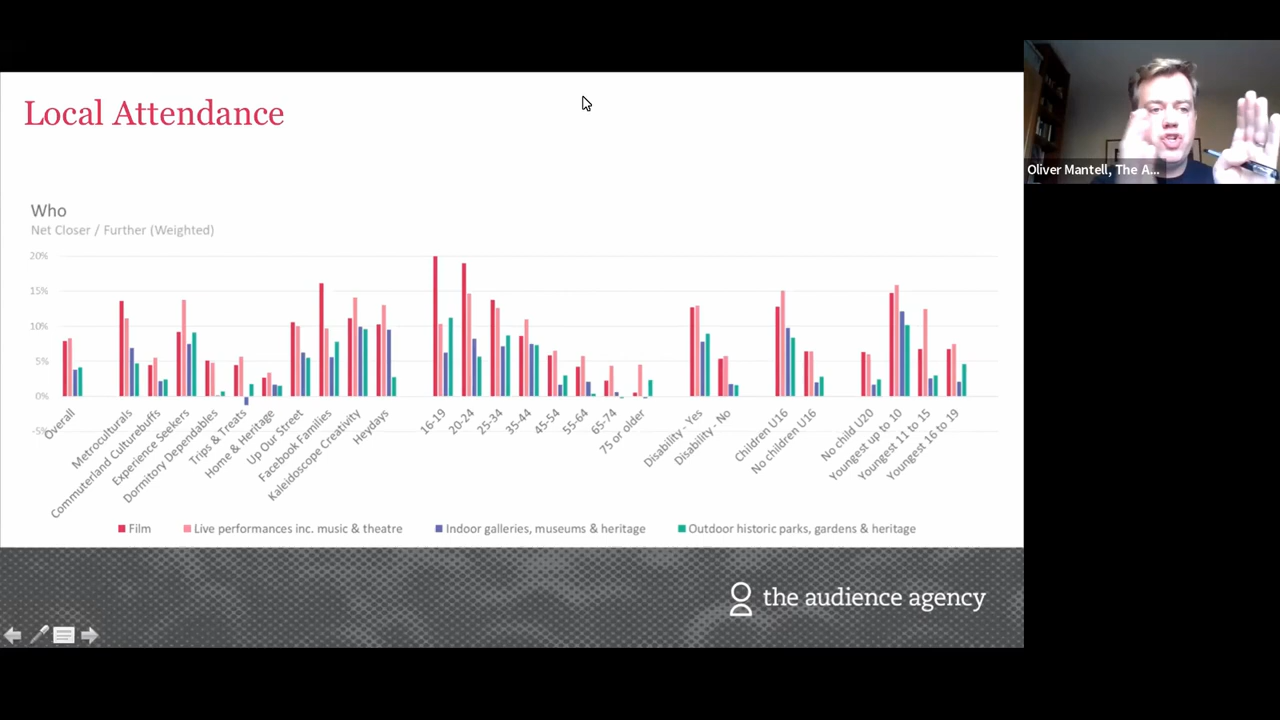 Local Attendance
Oliver Mantell, The A...
Who
Net Closer / Further (Weighted)
20%
15%
10%
5%
0%
-5%
Overall
Metroculturals
Commuterland Culturebuffs
Experience Seekers
Dormitory Dependables
Trips & Treats
Home & Heritage
Up Our Street
Facebook Families
Kaleidoscope Creativity
Heydays
16-19
20-24
25-34
35-44
45-54
55-64
65-74
75 or older
Disability - Yes
Disability - No
Children U16
No children U16
No child U20
Youngest up to 10
Youngest 11 to 15
Youngest 16 to 19
Film
Live performances inc. music & theatre
Indoor galleries, museums & heritage
Outdoor historic parks, gardens & heritage
the audience agency